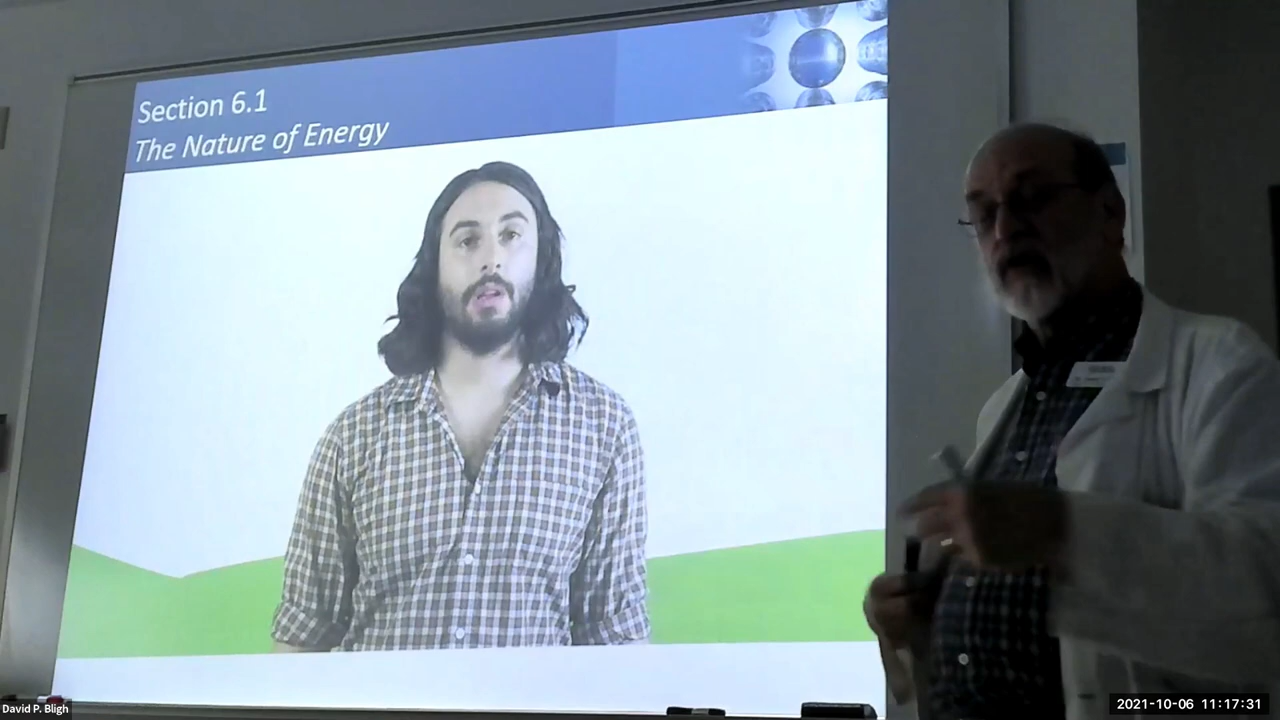 Section 6.1
The Nature of Energy
David P. Bligh
2021-10-06 11:17:31